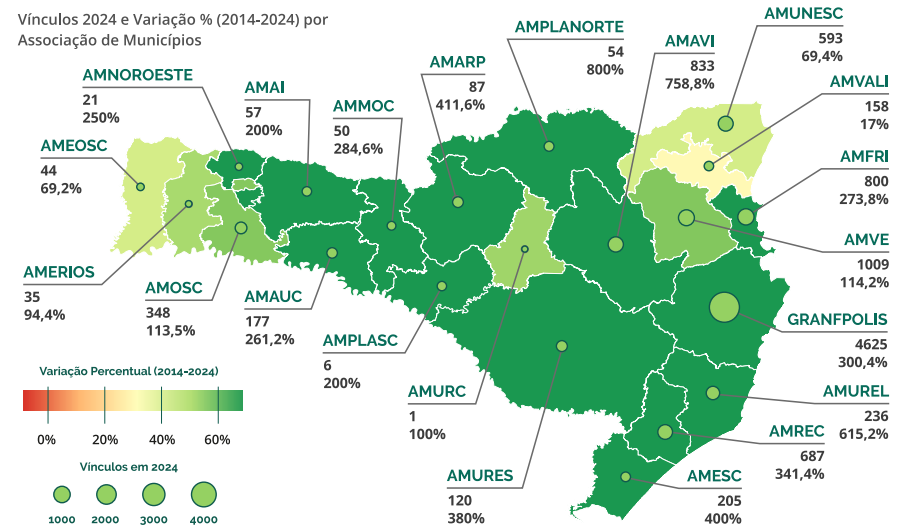 Vínculos 2024 e Variação % (2014-2024) por
Associação de Municípios
AMNOROESTE
21
250%
AMAI
57
200%
AMMOC
50
284,6%
AMARP
87
411,6%
AMPLANORTE
54
800%
AMAVI
833
758,8%
AMUNESC
593
69,4%
AMVALI
158
17%
AMEOSC
44
69,2%
AMFRI
800
273,8%
AMVE
1009
114,2%
AMERIOS
35
94,4%
AMOSC
348
113,5%
AMAUC
177
261,2%
AMPLASC
6
200%
AMURC
1
100%
AMURES
120
380%
GRANFPOLIS
4625
300,4%
AMUREL
236
615,2%
AMREC
687
341,4%
AMESC
205
400%
Variação Percentual (2014-2024)
0% 20% 40% 60%
Vínculos em 2024
1000 2000 3000 4000